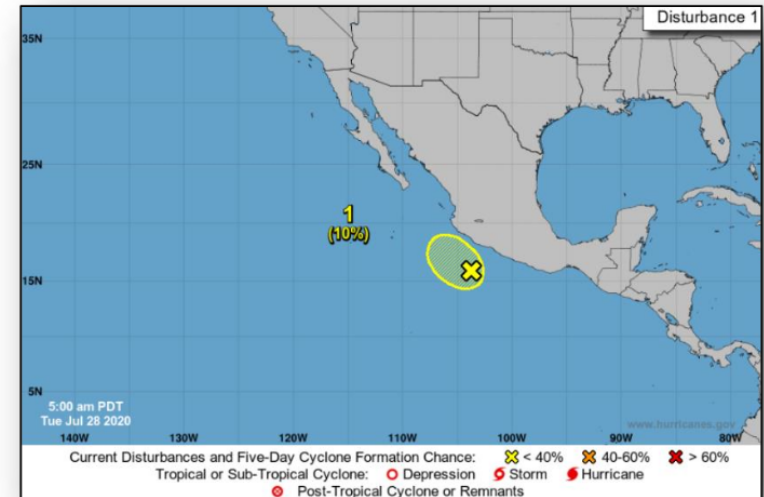 Disturbance 1
35N
25N
1
(10%)
15N
5N
5:00 am PDT
Tue Jul 28 2020
www.hurricanes.gov
140W 130W 120W 110W 100W 90W 80W
Current Disturbances and Five-Day Cyclone Formation Chance: < 40% 40-60% > 60%
Tropical or Sub-Tropical Cyclone: Depression Storm Hurricane
Post-Tropical Cyclone or Remnants